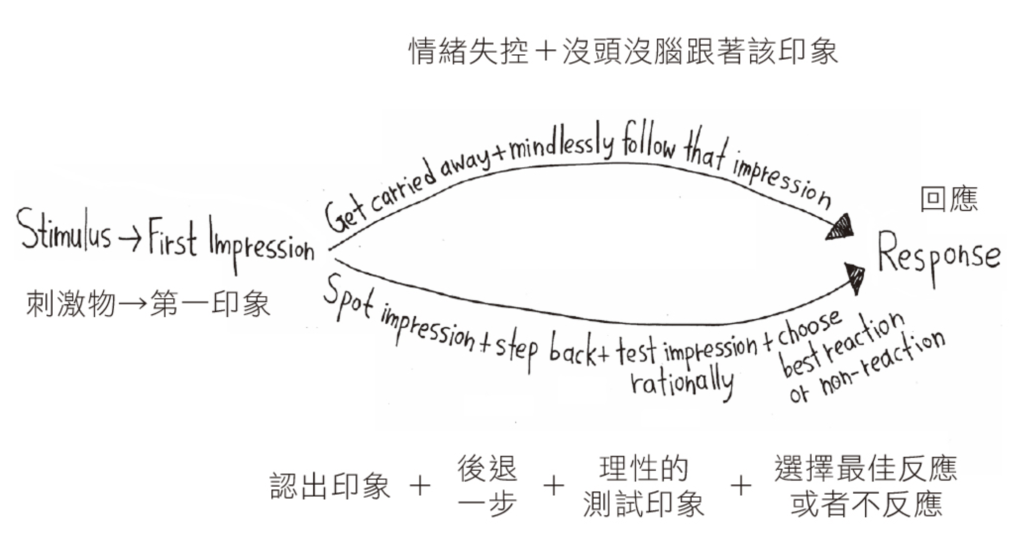 情緒失控＋沒頭沒腦跟著該印象
Get carried away+mindlessly follow that impression
Stimulus→First Impression
刺激物→第一印象
回應
Response
Spot impression+step back+test impression+choose
rationally
best reaction
or non-reaction
認出印象 + 後退 + 理性的 + 選擇最佳反應
一步
測試印象
或者不反應